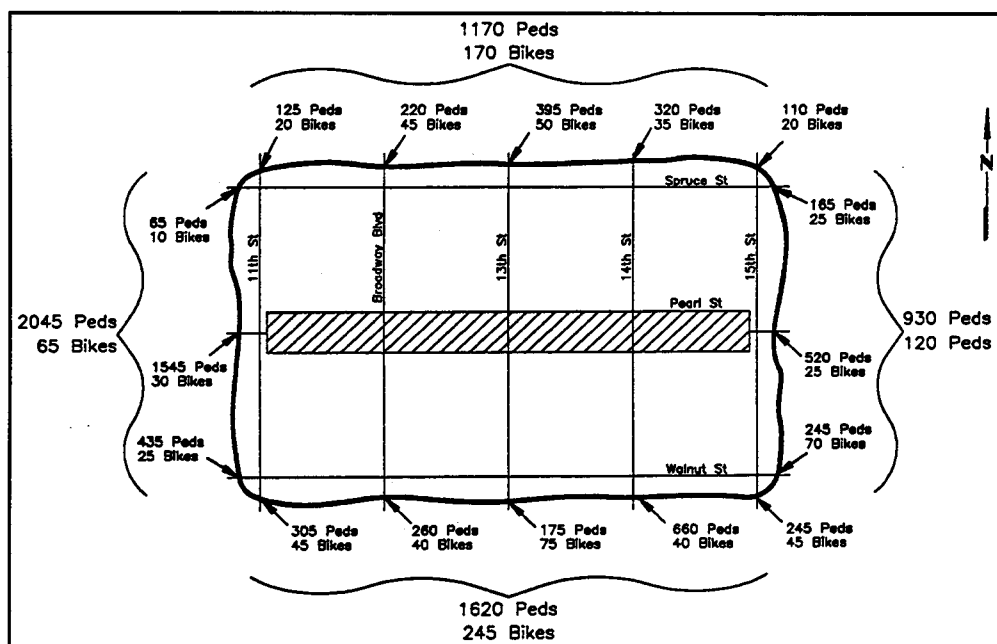 1170 Peds
170 Bikes
125 Peds
20 Bikes
220 Peds
45 Bikes
395 Peds
50 Bikes
320 Peds
35 Bikes
110 Peds
20 Bikes
N
Spruce St
65 Peds
10 Bikes
165 Peds
25 Bikes
11th St
Broadway Blvd
13th St
14th St
15th St
Pearl St
2045 Peds
65 Bikes
930 Peds
120 Peds
1545 Peds
30 Bikes
520 Peds
25 Bikes
435 Peds
25 Bikes
245 Peds
70 Bikes
Walnut St
305 Peds
45 Bikes
260 Peds
40 Bikes
175 Peds
75 Bikes
660 Peds
40 Bikes
245 Peds
45 Bikes
1620 Peds
245 Bikes